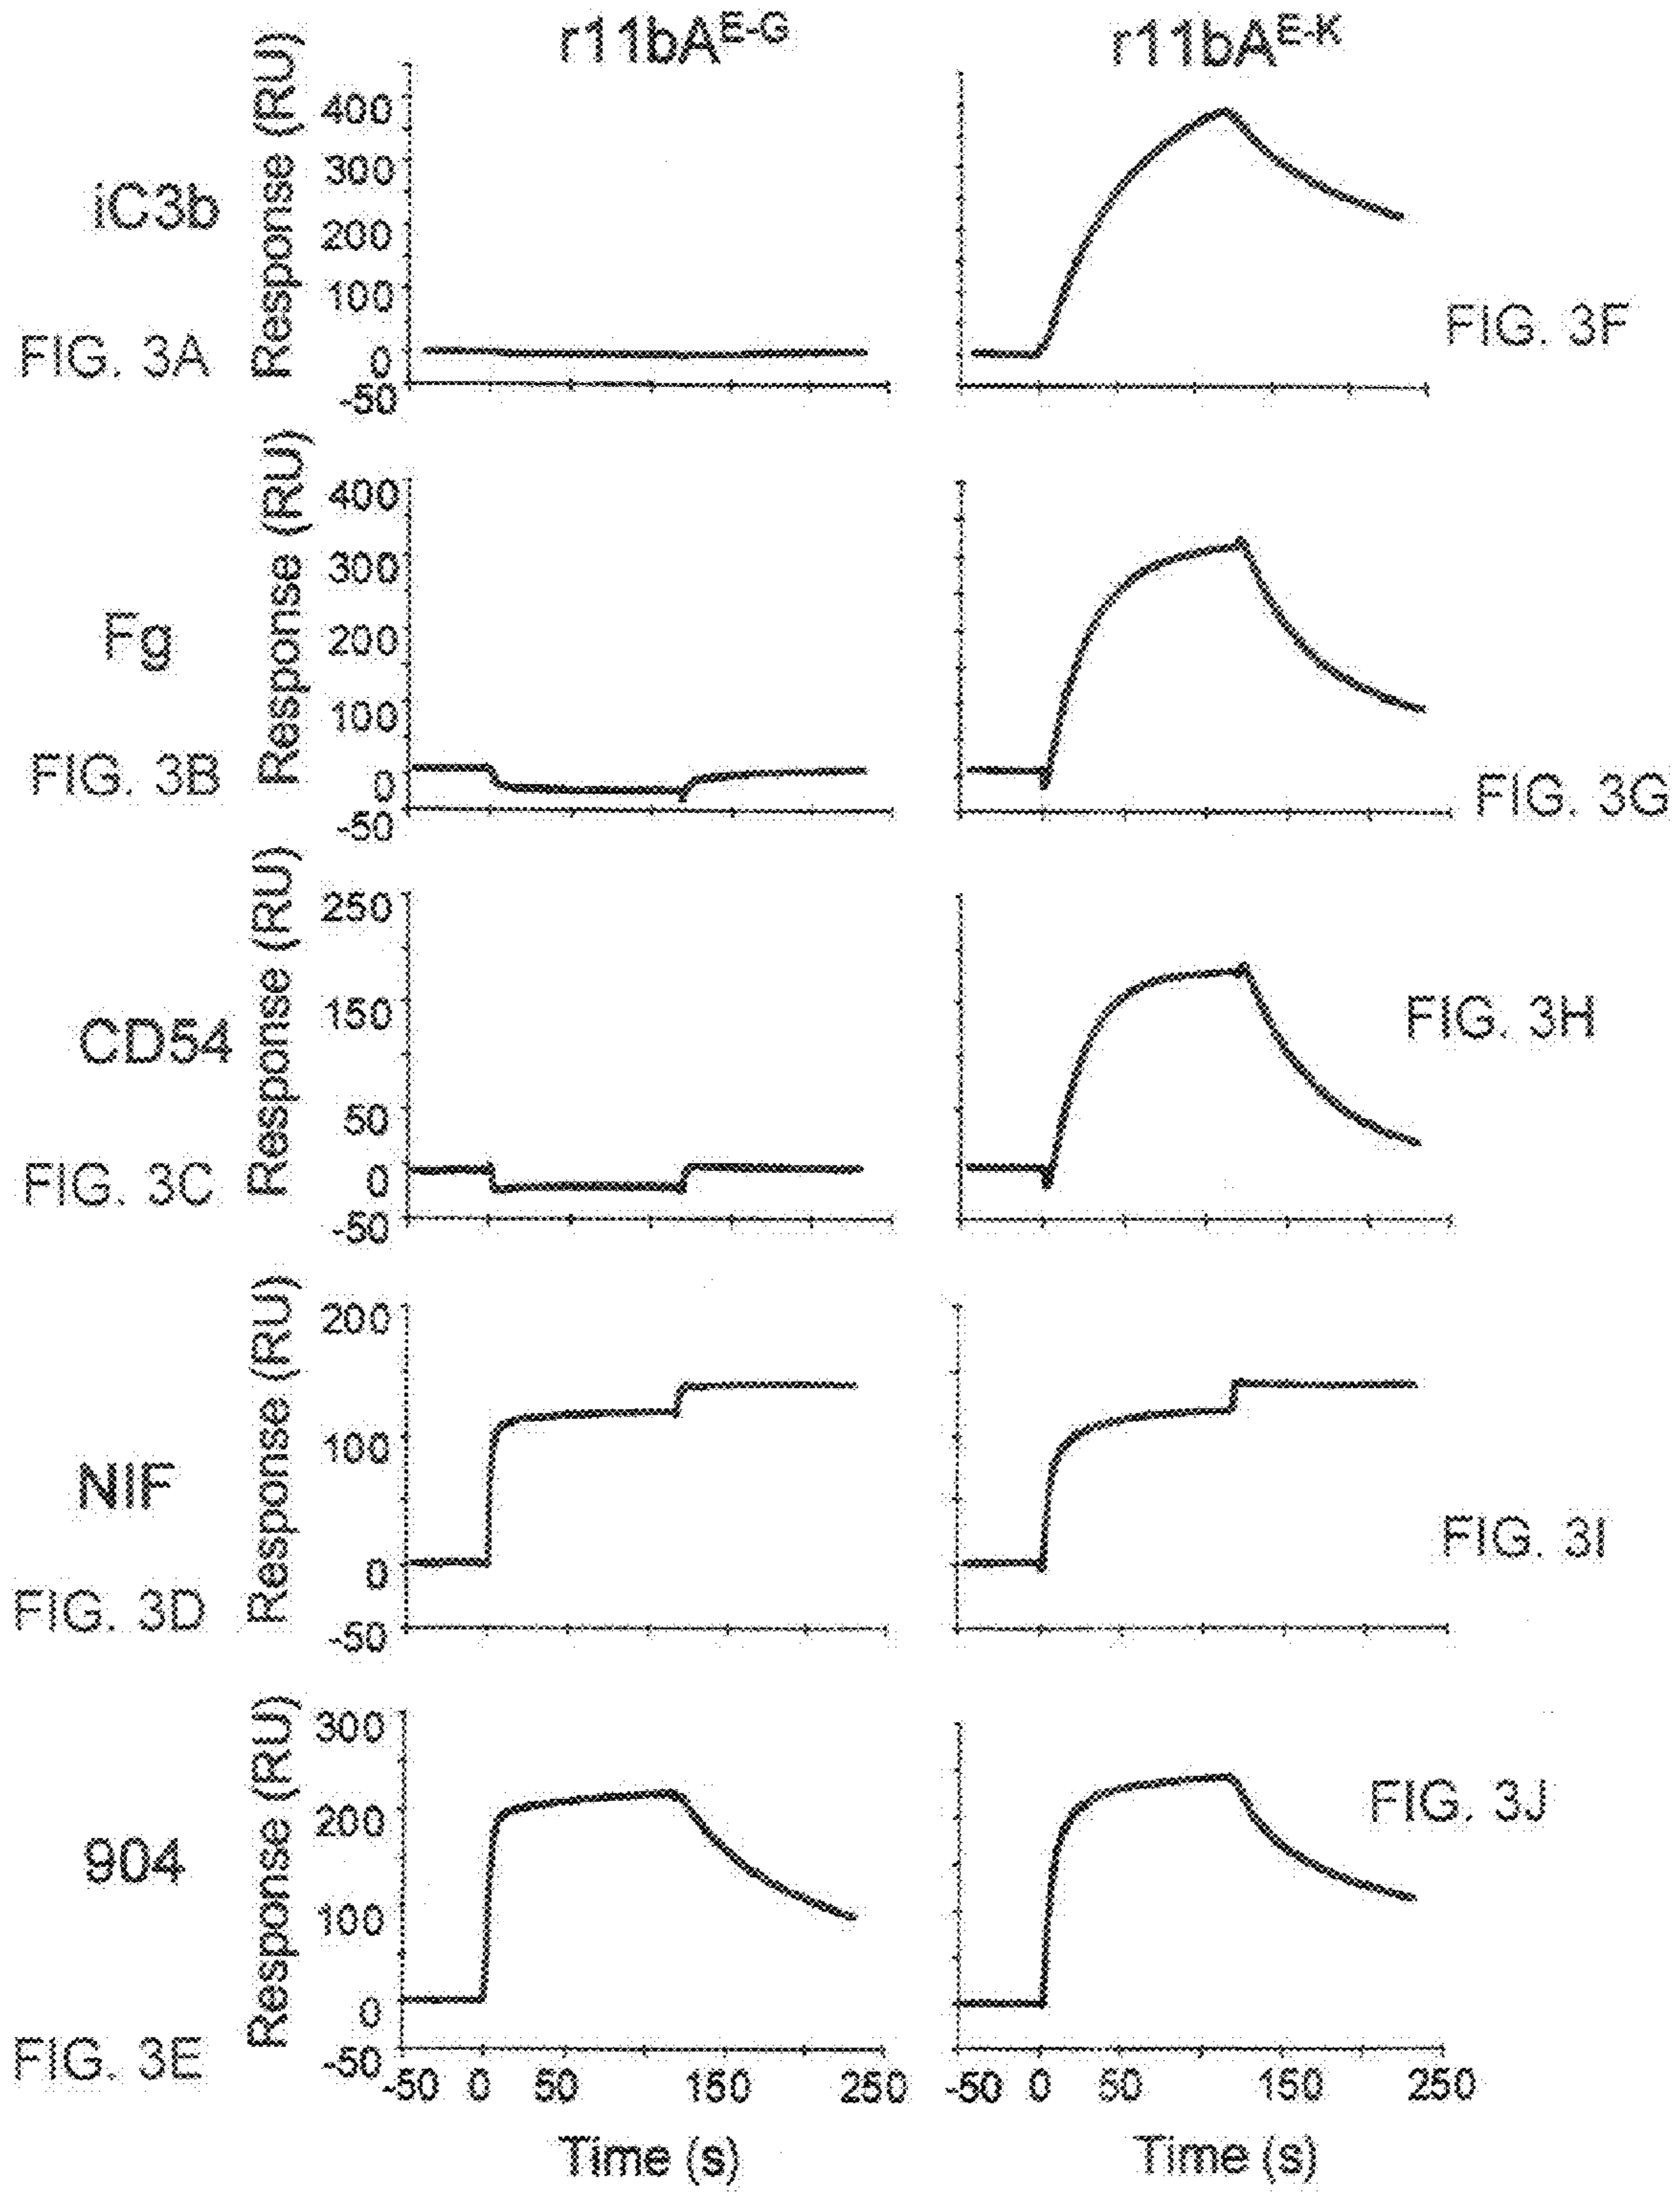 r11bA^E-G r11bA^E-K
iC3b
Response (RU)
400
300
200
100
0
-50
FIG. 3A
FIG. 3F
Fg
Response (RU)
400
300
200
100
0
-50
FIG. 3B
FIG. 3G
CD54
Response (RU)
250
150
50
0
-50
FIG. 3C
FIG. 3H
NIF
Response (RU)
200
100
0
-50
FIG. 3D
FIG. 3I
904
Response (RU)
300
200
100
0
-50
FIG. 3E
FIG. 3J
-50 0 50 150 250 -50 0 50 150 250
Time (s) Time (s)